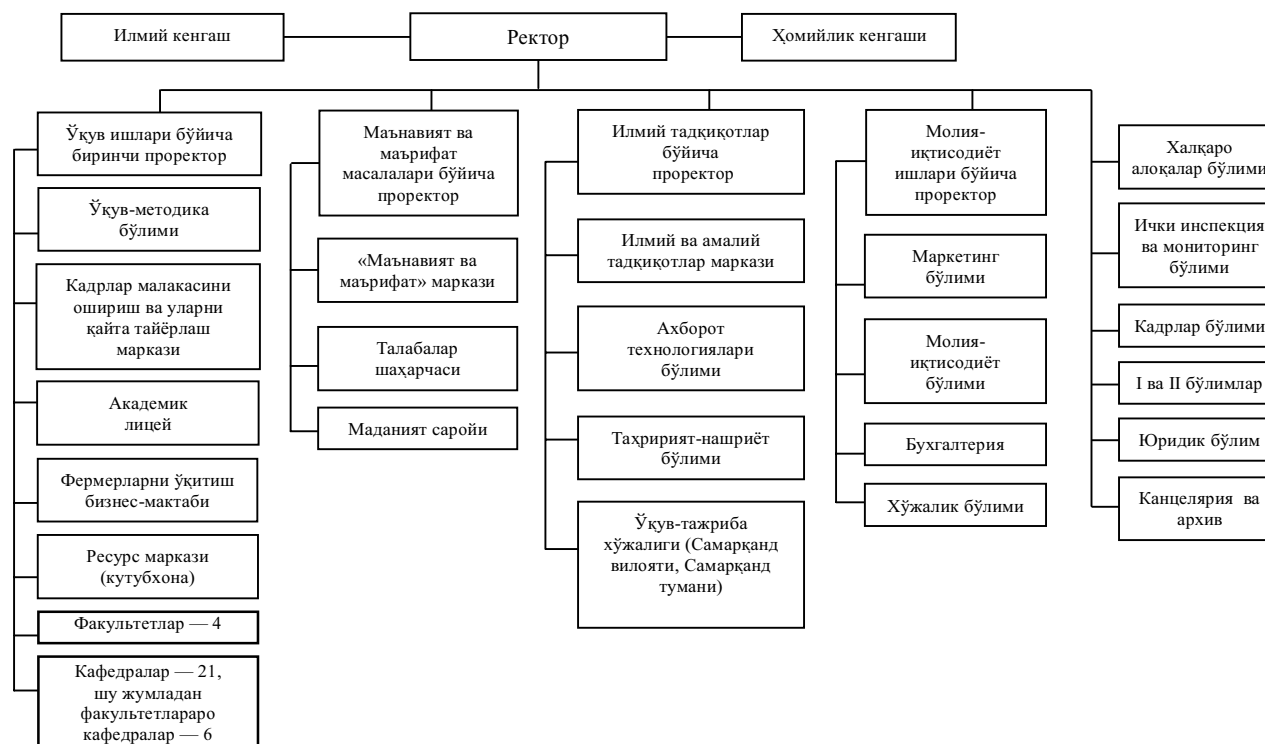 Илмий кенгаш
Ректор
Ҳомийлик кенгаши
Ўқув ишлари бўйича
биринчи проректор
Ўқув-методика
бўлими
Кадрлар малакасини
ошириш ва уларни
қайта тайёрлаш
маркази
Академик
лицей
Фермерларни ўқитиш
бизнес-мактаби
Ресурс маркази
(кутубхона)
Факультетлар — 4
Кафедралар — 21,
шу жумладан
факультетлараро
кафедралар — 6
Маънавият ва
маърифат
масалалари бўйича
проректор
«Маънавият ва
маърифат» маркази
Талабалар
шаҳарчаси
Маданият саройи
Илмий тадқиқотлар
бўйича
проректор
Илмий ва амалий
тадқиқотлар маркази
Ахборот
технологиялари
бўлими
Таҳририят-нашриёт
бўлими
Ўқув-тажриба
хўжалиги (Самарқанд
вилояти, Самарқанд
тумани)
Молия-
иқтисодиёт
ишлари бўйича
проректор
Маркетинг
бўлими
Молия-
иқтисодиёт
бўлими
Бухгалтерия
Хўжалик бўлими
Халқаро
алоқалар бўлими
Ички инспекция
ва мониторинг
бўлими
Кадрлар бўлими
I ва II бўлимлар
Юридик бўлим
Канцелярия ва
архив